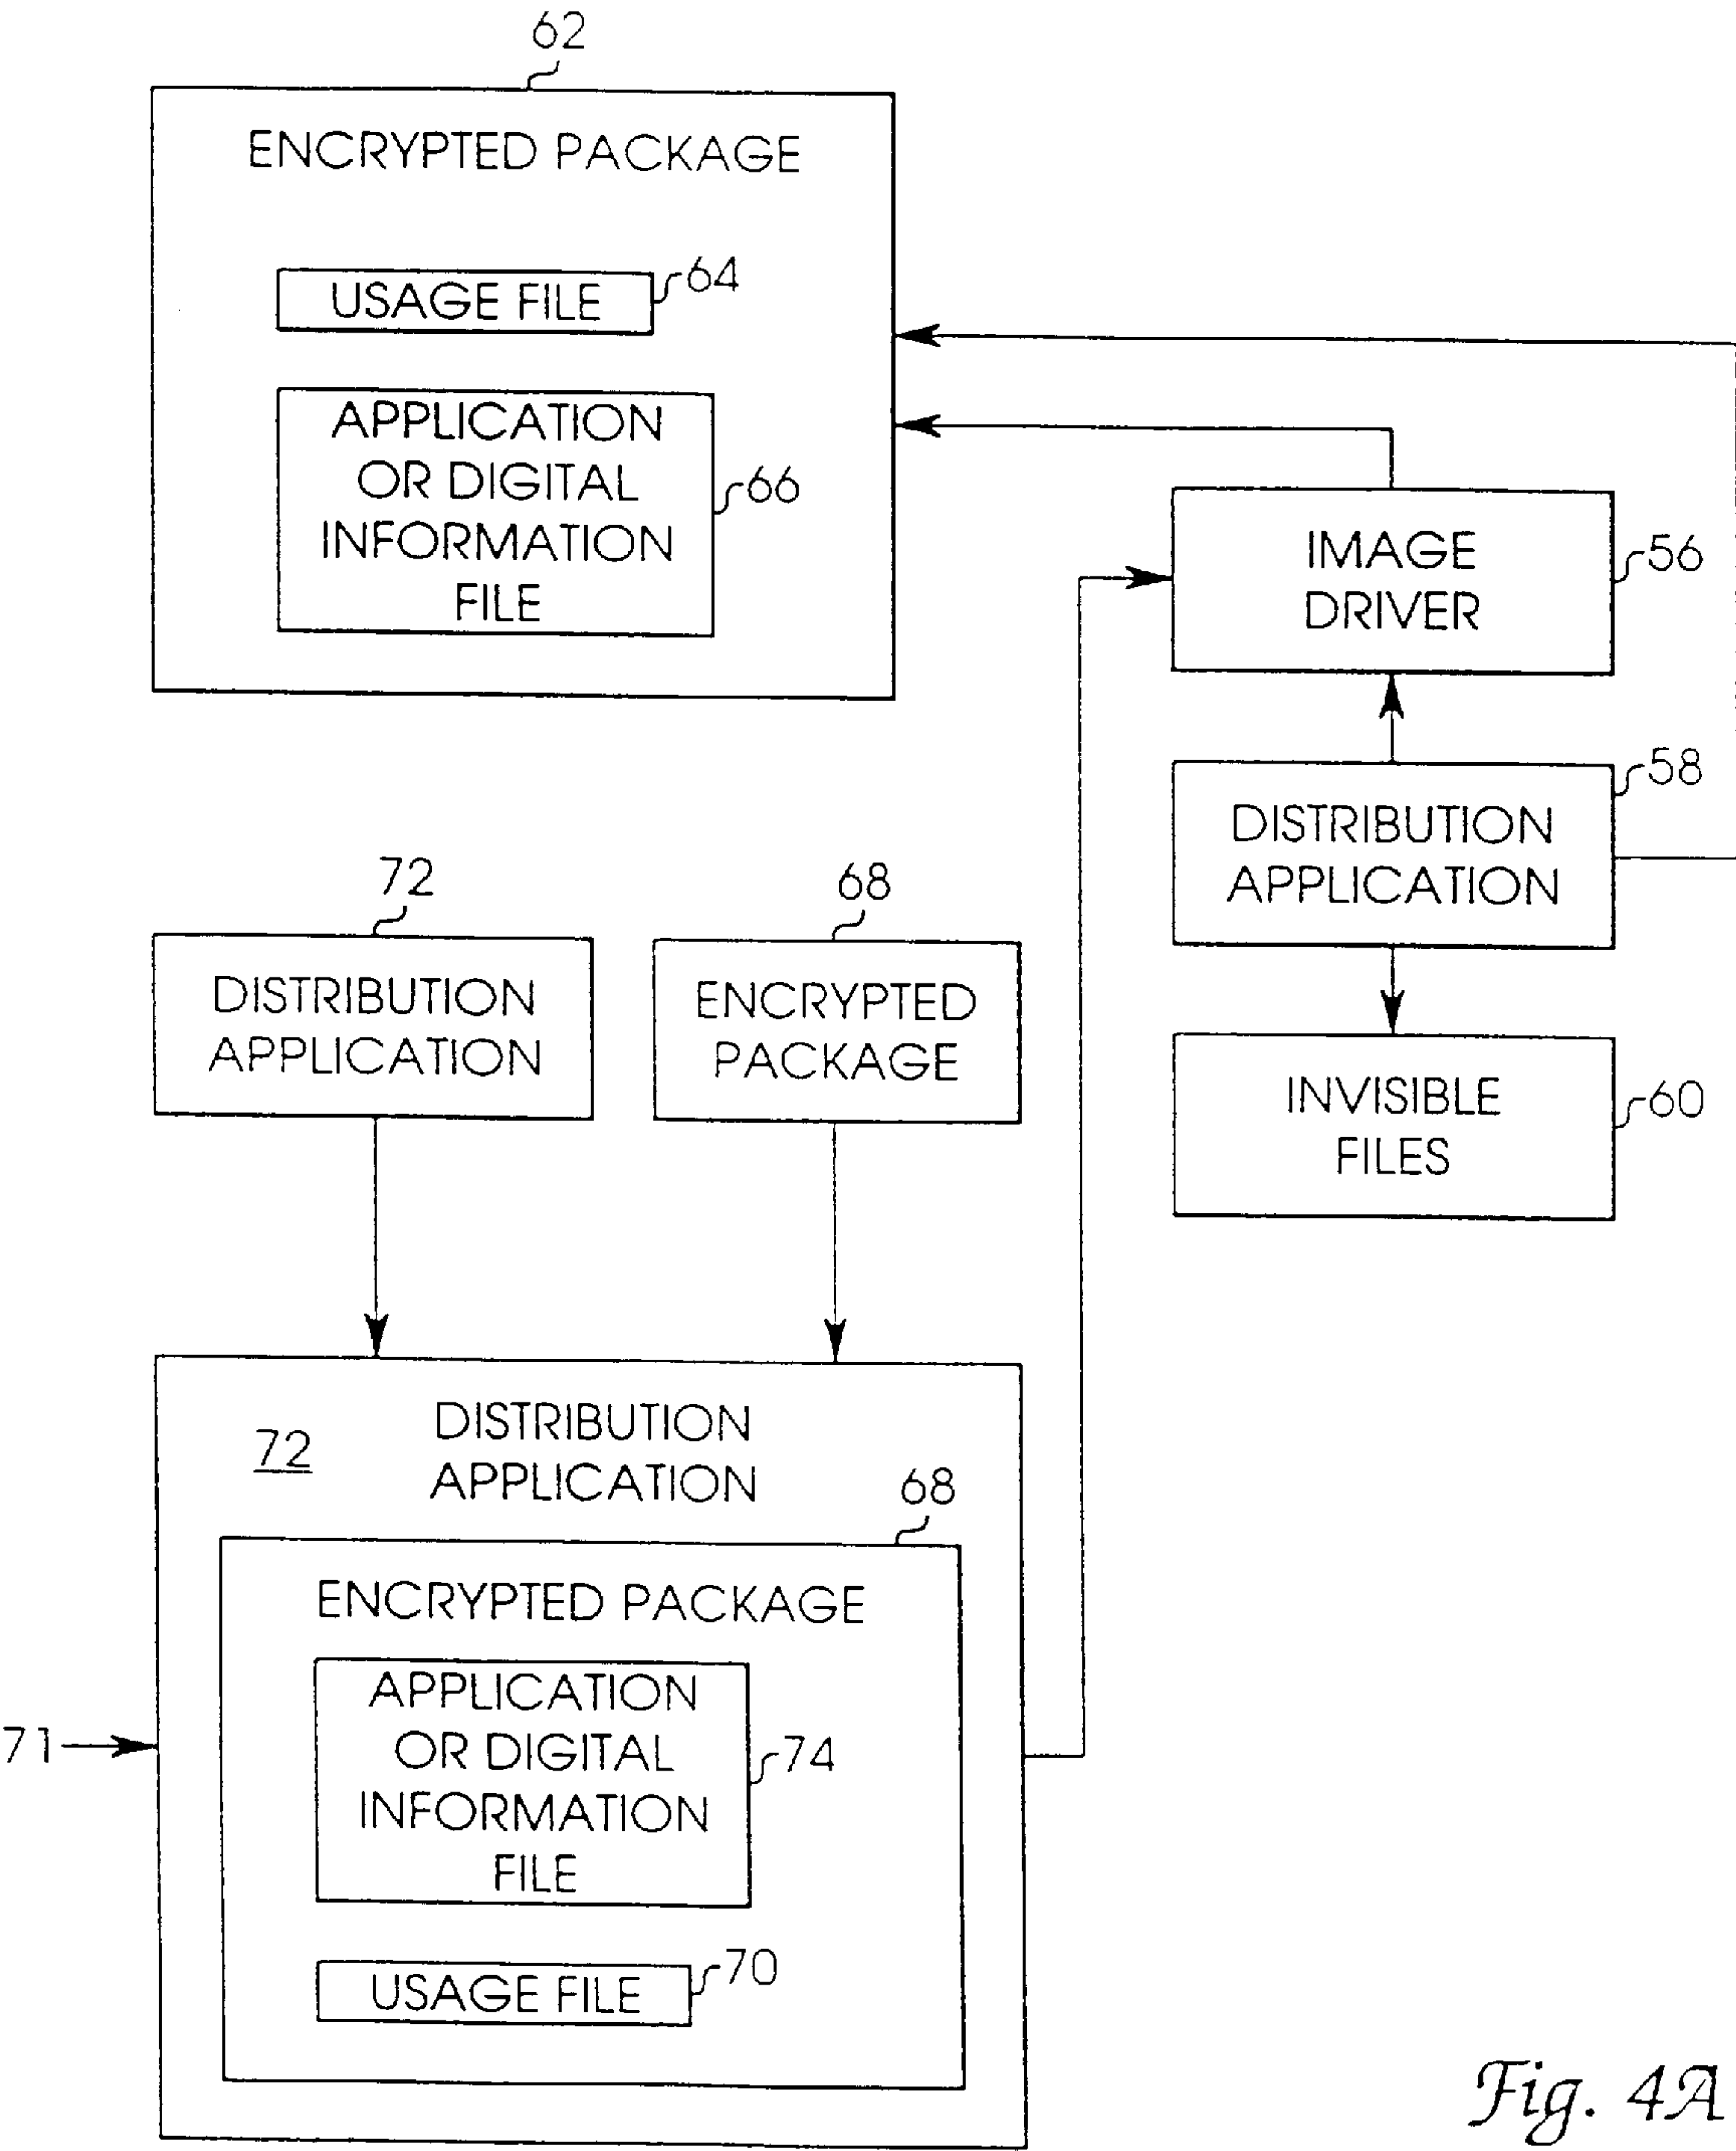 62
ENCRYPTED PACKAGE
USAGE FILE
64
APPLICATION
OR DIGITAL
INFORMATION
FILE
66
IMAGE
DRIVER
56
DISTRIBUTION
APPLICATION
58
INVISIBLE
FILES
60
72
DISTRIBUTION
APPLICATION
68
ENCRYPTED
PACKAGE
72
DISTRIBUTION
APPLICATION
68
ENCRYPTED PACKAGE
APPLICATION
OR DIGITAL
INFORMATION
FILE
74
71
USAGE FILE
70
Fig. 4A